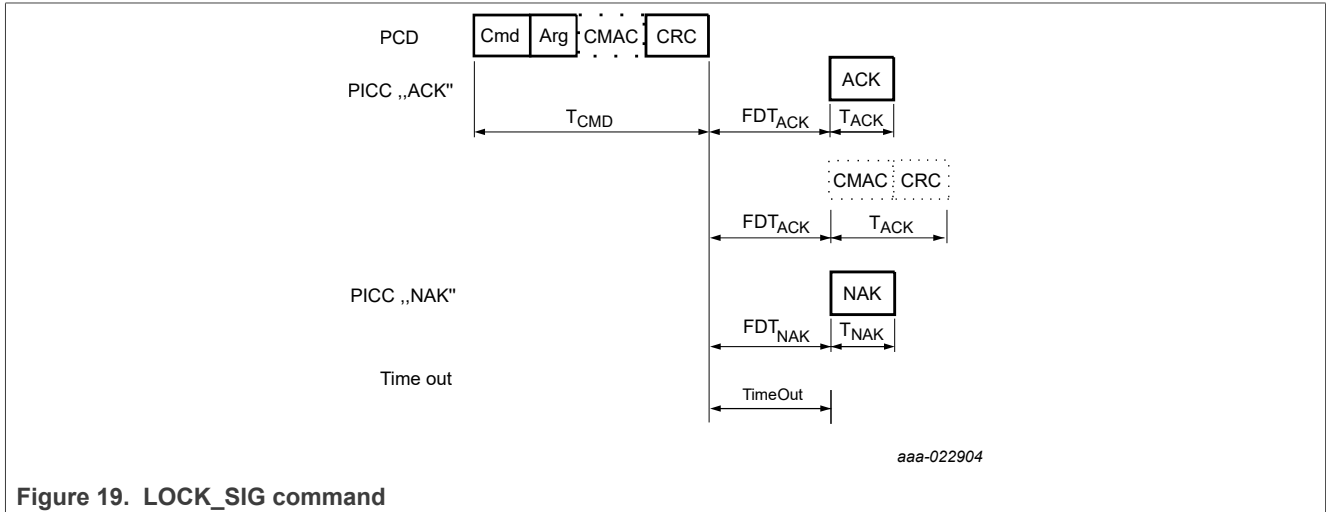 PCD
Cmd Arg CMAC CRC
PICC ,,ACK"
ACK
TCMD
FDTACK
TACK
CMAC CRC
FDTACK
TACK
PICC ,,NAK"
NAK
FDTNAK
TNAK
Time out
TimeOut
aaa-022904
Figure 19. LOCK_SIG command